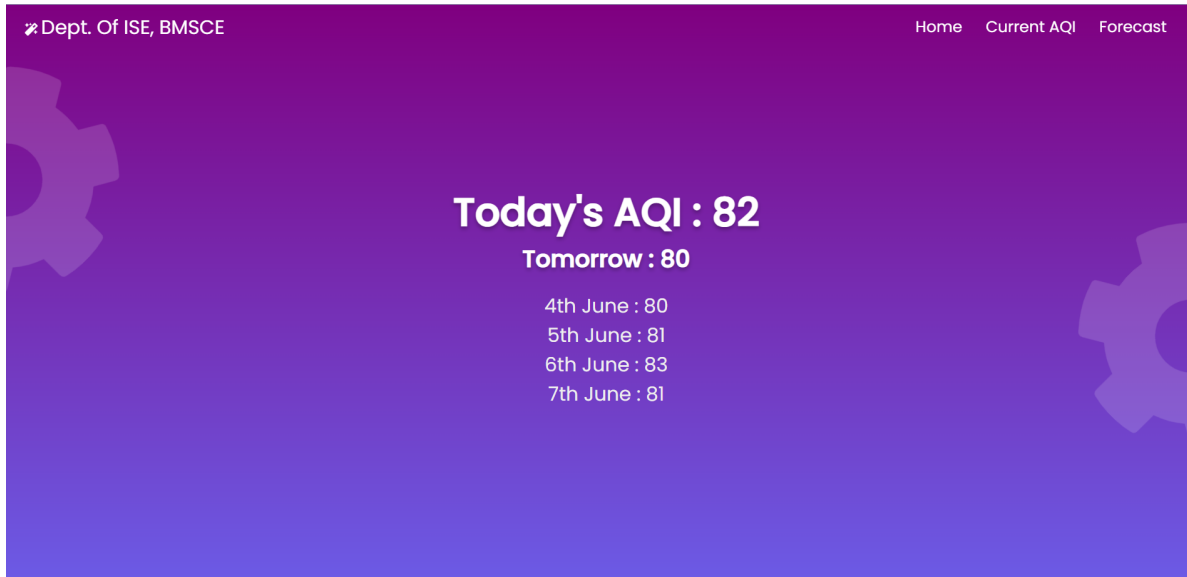 Dept. Of ISE, BMSCE
Home Current AQI Forecast
Today's AQI : 82
Tomorrow : 80
4th June : 80
5th June : 81
6th June : 83
7th June : 81